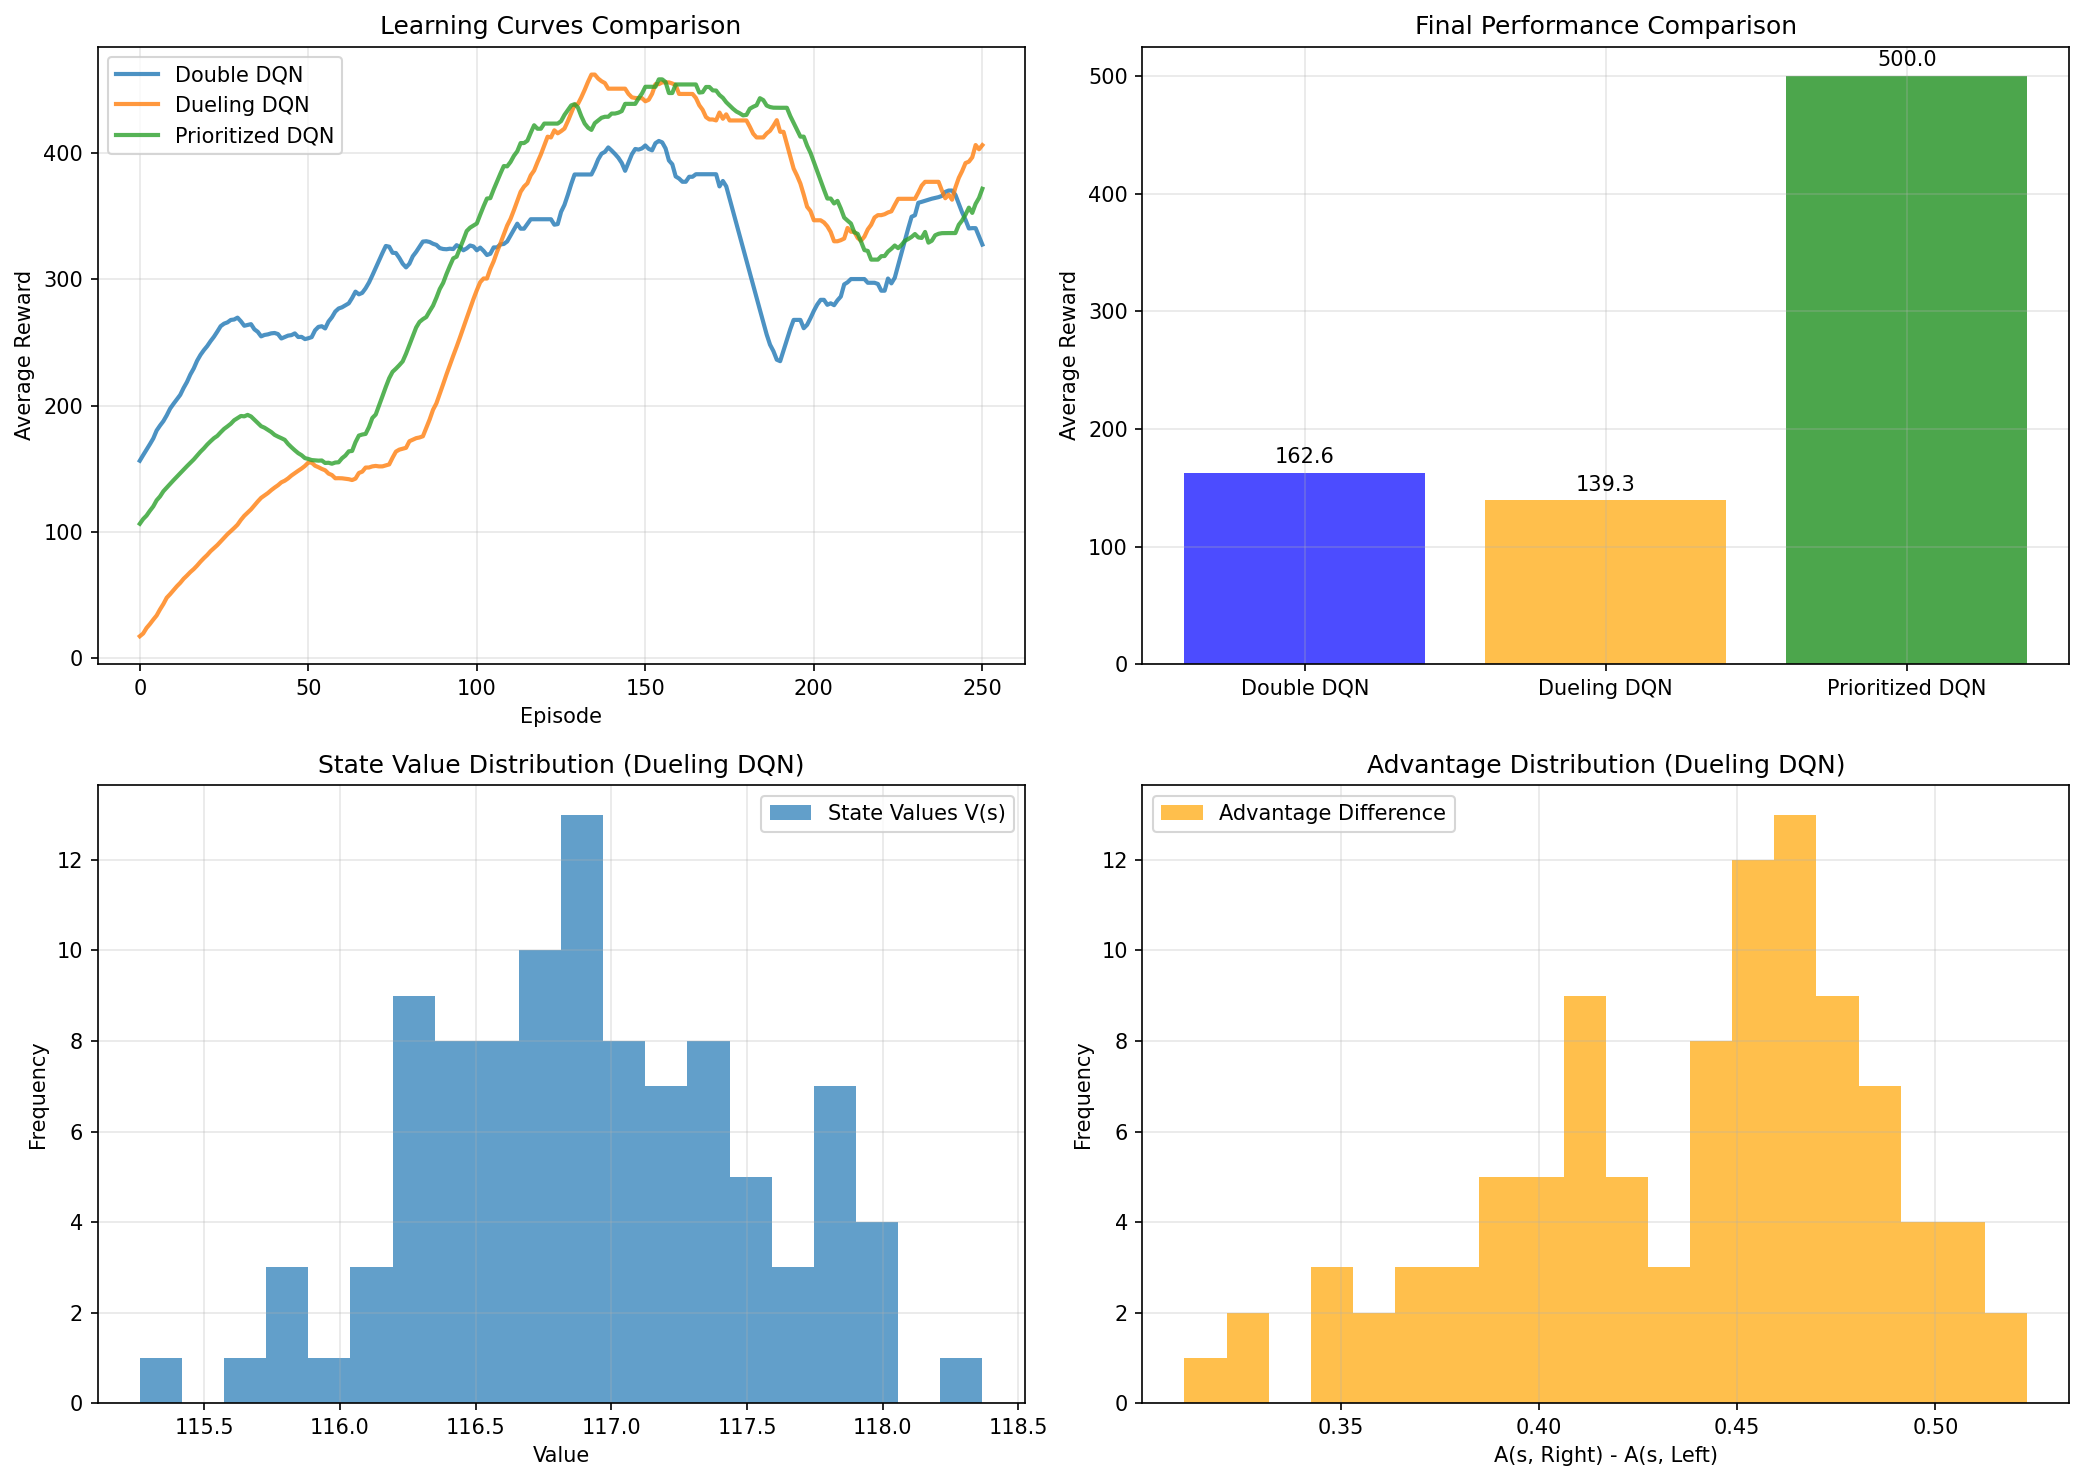 Learning Curves Comparison
Double DQN
Dueling DQN
Prioritized DQN
Average Reward
400
300
200
100
0
0 50 100 150 200 250
Episode
Final Performance Comparison
500.0
162.6
139.3
Average Reward
500
400
300
200
100
0
Double DQN Dueling DQN Prioritized DQN
State Value Distribution (Dueling DQN)
State Values V(s)
Frequency
12
10
8
6
4
2
0
115.5 116.0 116.5 117.0 117.5 118.0 118.5
Value
Advantage Distribution (Dueling DQN)
Advantage Difference
Frequency
12
10
8
6
4
2
0
0.35 0.40 0.45 0.50
A(s, Right) - A(s, Left)